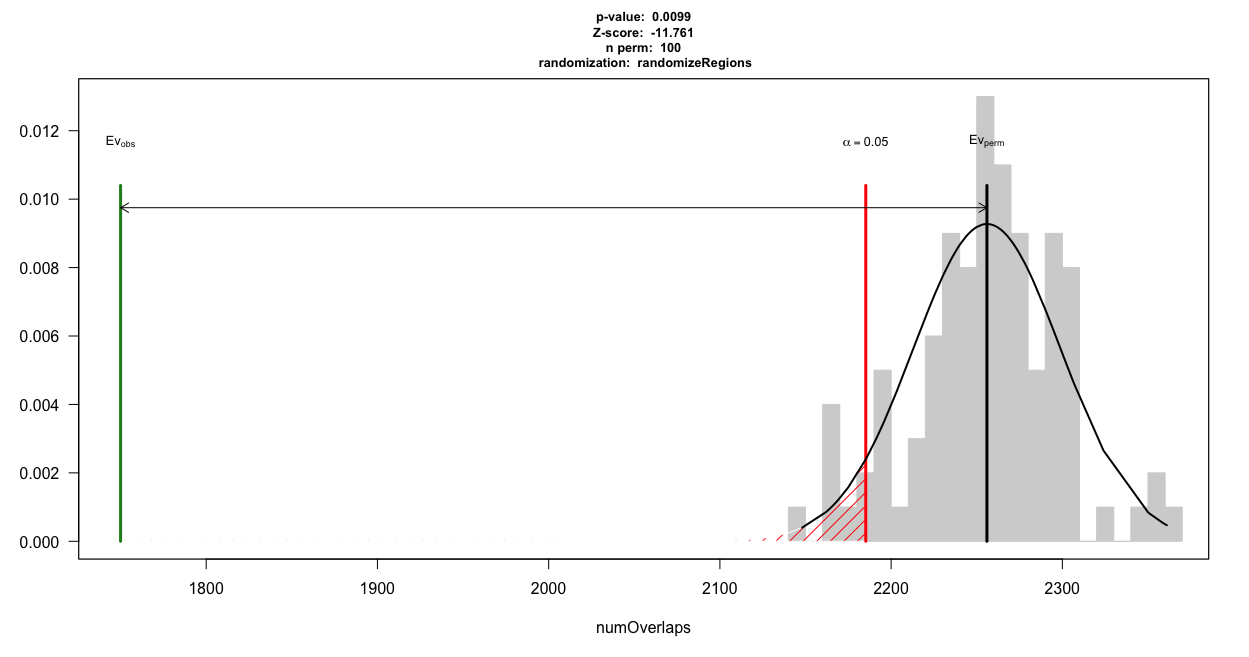 p-value: 0.0099
Z-score: -11.761
n perm: 100
randomization: randomizeRegions
0.012
0.010
0.008
0.006
0.004
0.002
0.000
Evobs
α = 0.05
Evperm
1800 1900 2000 2100 2200 2300
numOverlaps